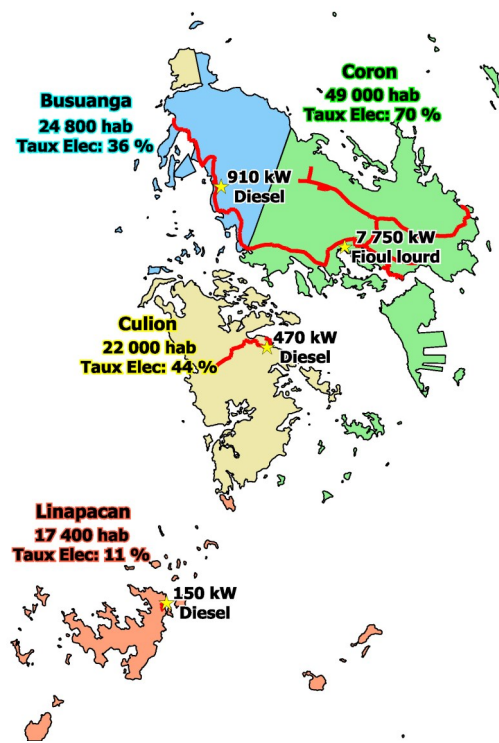 Coron
49 000 hab
Taux Elec: 70 %
Busuanga
24 800 hab
Taux Elec: 36 %
910 kW
Diesel
7 750 kW
Fioul lourd
Culion
22 000 hab
Taux Elec: 44 %
470 kW
Diesel
Linapacan
17 400 hab
Taux Elec: 11 %
150 kW
Diesel